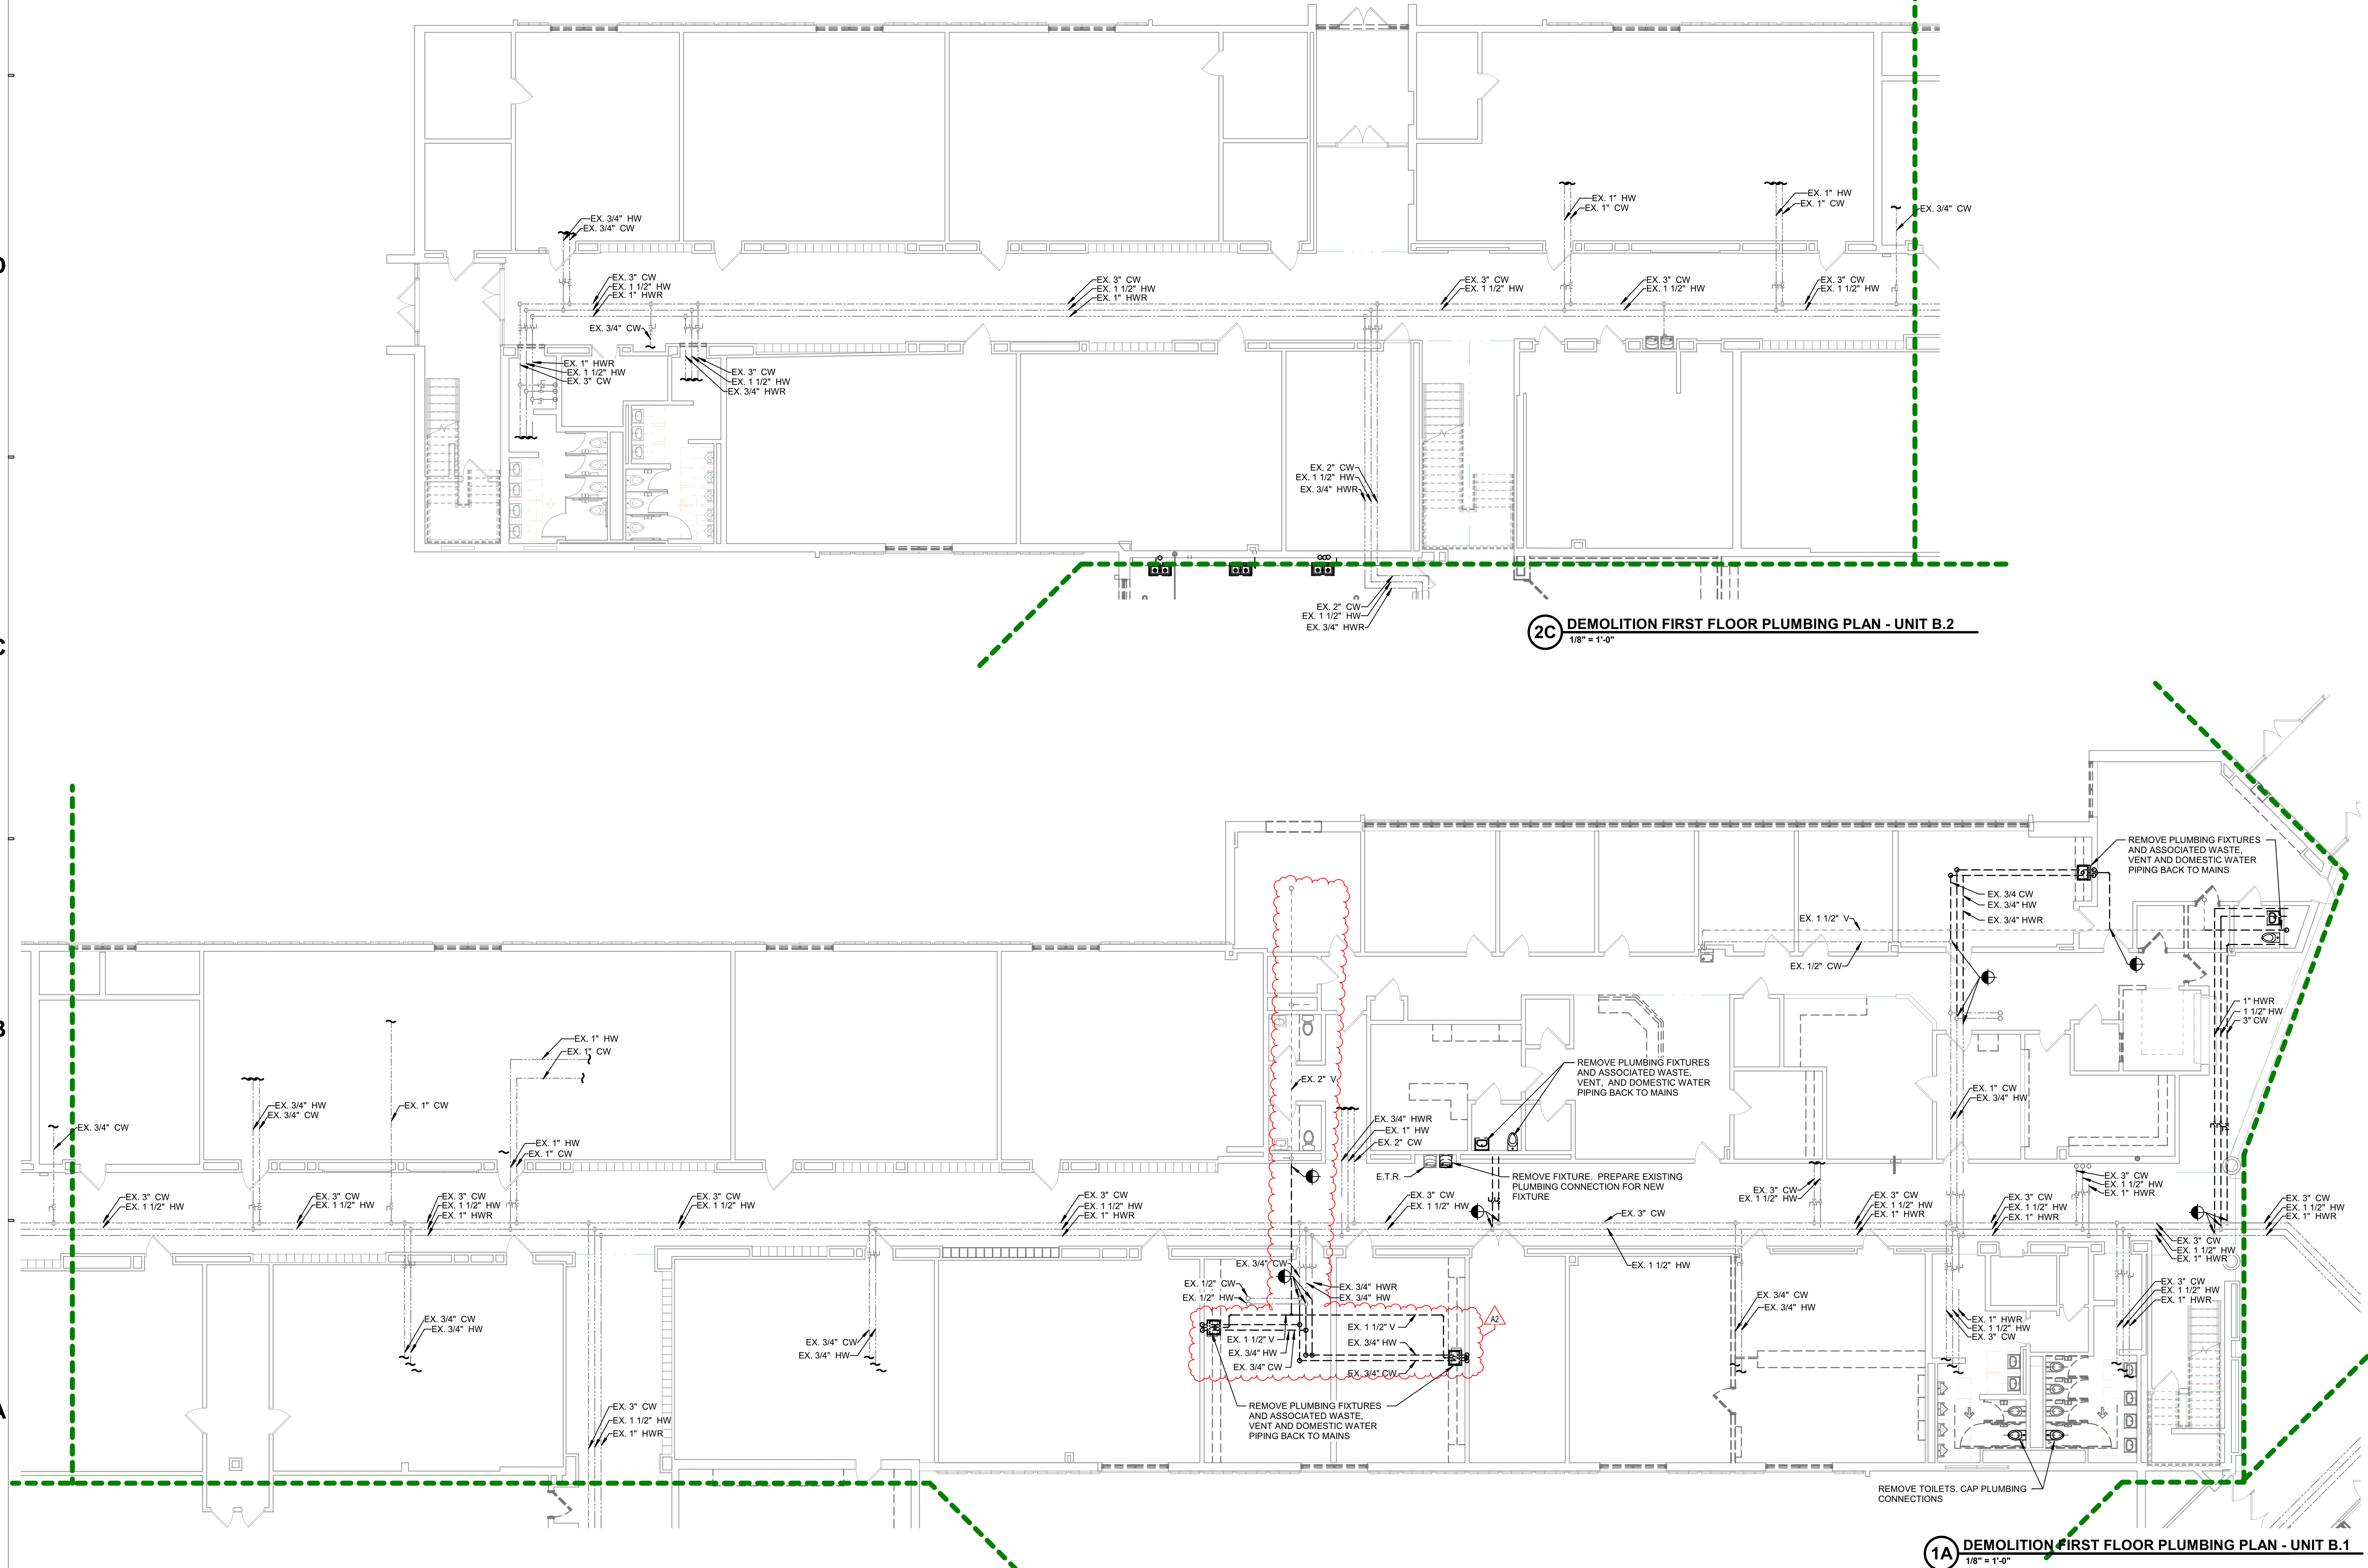 EX. 3/4" HW
EX. 3/4" CW
EX. 3" CW
EX. 1 1/2" HW
EX. 1" HWR
EX. 3/4" CW
EX. 1" HWR
EX. 1 1/2" HW
EX. 3" CW
EX. 3" CW
EX. 1 1/2" HW
EX. 3/4" HWR
EX. 3" CW
EX. 1 1/2" HW
EX. 1" HWR
EX. 1" HW
EX. 1" CW
EX. 1" HW
EX. 1" CW
EX. 3/4" CW
EX. 3" CW
EX. 1 1/2" HW
EX. 3" CW
EX. 1 1/2" HW
EX. 3" CW
EX. 1 1/2" HW
EX. 2" CW
EX. 1 1/2" HW
EX. 3/4" HWR
EX. 2" CW
EX. 1 1/2" HW
EX. 3/4" HWR
2C
DEMOLITION FIRST FLOOR PLUMBING PLAN - UNIT B.2
1/8" = 1'-0"
D
C
B
A
REMOVE PLUMBING FIXTURES
AND ASSOCIATED WASTE,
VENT AND DOMESTIC WATER
PIPING BACK TO MAINS
EX. 3/4 CW
EX. 3/4" HW
EX. 3/4" HWR
EX. 1 1/2" V
EX. 1/2" CW
1" HWR
1 1/2" HW
3" CW
EX. 1" HW
EX. 1" CW
EX. 3/4" HW
EX. 3/4" CW
EX. 1" CW
EX. 3/4" CW
EX. 1" HW
EX. 1" CW
EX. 2" V
REMOVE PLUMBING FIXTURES
AND ASSOCIATED WASTE,
VENT, AND DOMESTIC WATER
PIPING BACK TO MAINS
EX. 3/4" HWR
EX. 1" HW
EX. 2" CW
EX. 1" CW
EX. 3/4" HW
E.T.R.
REMOVE FIXTURE. PREPARE EXISTING
PLUMBING CONNECTION FOR NEW
FIXTURE
EX. 3" CW
EX. 1 1/2" HW
EX. 3" CW
EX. 1 1/2" HW
EX. 3" CW
EX. 1 1/2" HW
EX. 1" HWR
EX. 3" CW
EX. 1 1/2" HW
EX. 3" CW
EX. 1 1/2" HW
EX. 1" HWR
EX. 3" CW
EX. 1 1/2" HW
EX. 3" CW
EX. 1 1/2" HW
EX. 3" CW
EX. 1 1/2" HW
EX. 3" CW
EX. 1 1/2" HW
EX. 1" HWR
EX. 3" CW
EX. 1 1/2" HW
EX. 1" HWR
EX. 3" CW
EX. 1 1/2" HW
EX. 1" HWR
EX. 3" CW
EX. 1 1/2" HW
EX. 1" HWR
EX. 3" CW
EX. 1 1/2" HW
EX. 1" HWR
EX. 3/4" CW
EX. 1/2" CW
EX. 1/2" HW
EX. 3/4" HWR
EX. 3/4" HW
EX. 1 1/2" V
EX. 3/4" HW
EX. 3/4" CW
EX. 1 1/2" V
EX. 3/4" HW
EX. 3/4" CW
A2
EX. 3/4" CW
EX. 3/4" HW
EX. 3/4" CW
EX. 3/4" HW
EX. 3/4" CW
EX. 3/4" HW
EX. 1" HWR
EX. 1 1/2" HW
EX. 3" CW
EX. 3" CW
EX. 1 1/2" HW
EX. 1" HWR
EX. 3" CW
EX. 1 1/2" HW
EX. 1" HWR
REMOVE PLUMBING FIXTURES
AND ASSOCIATED WASTE,
VENT AND DOMESTIC WATER
PIPING BACK TO MAINS
REMOVE TOILETS. CAP PLUMBING
CONNECTIONS
1A
DEMOLITION FIRST FLOOR PLUMBING PLAN - UNIT B.1
1/8" = 1'-0"